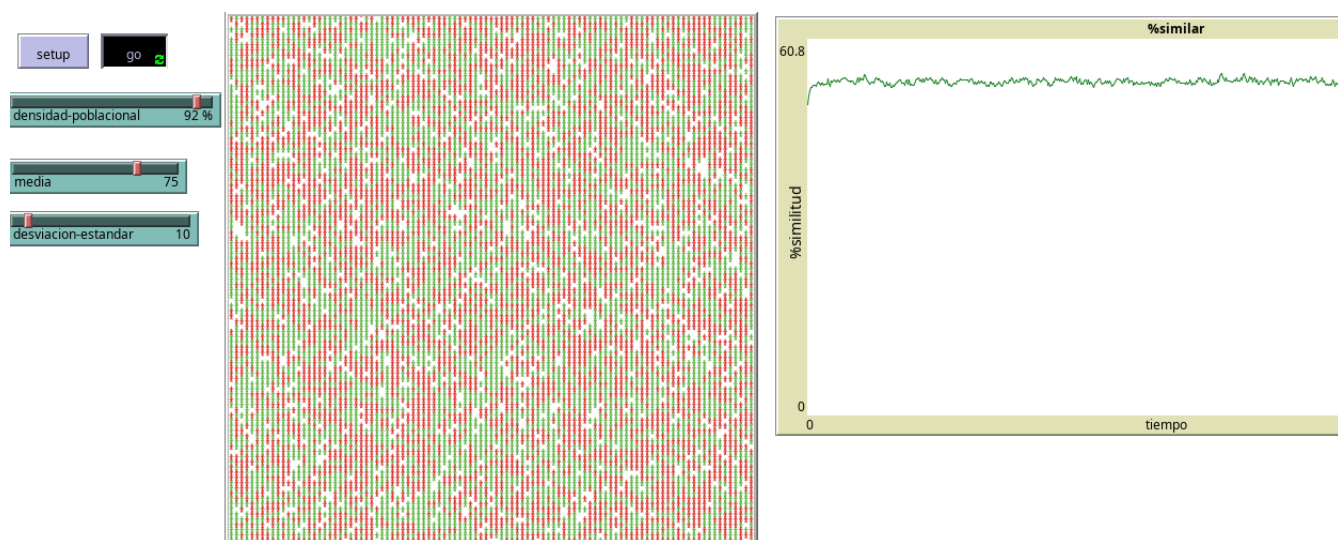 setup
go
densidad-poblacional 92 %
media 75
desviacion-estandar 10
%similar
60.8
%similitud
0
0
tiempo